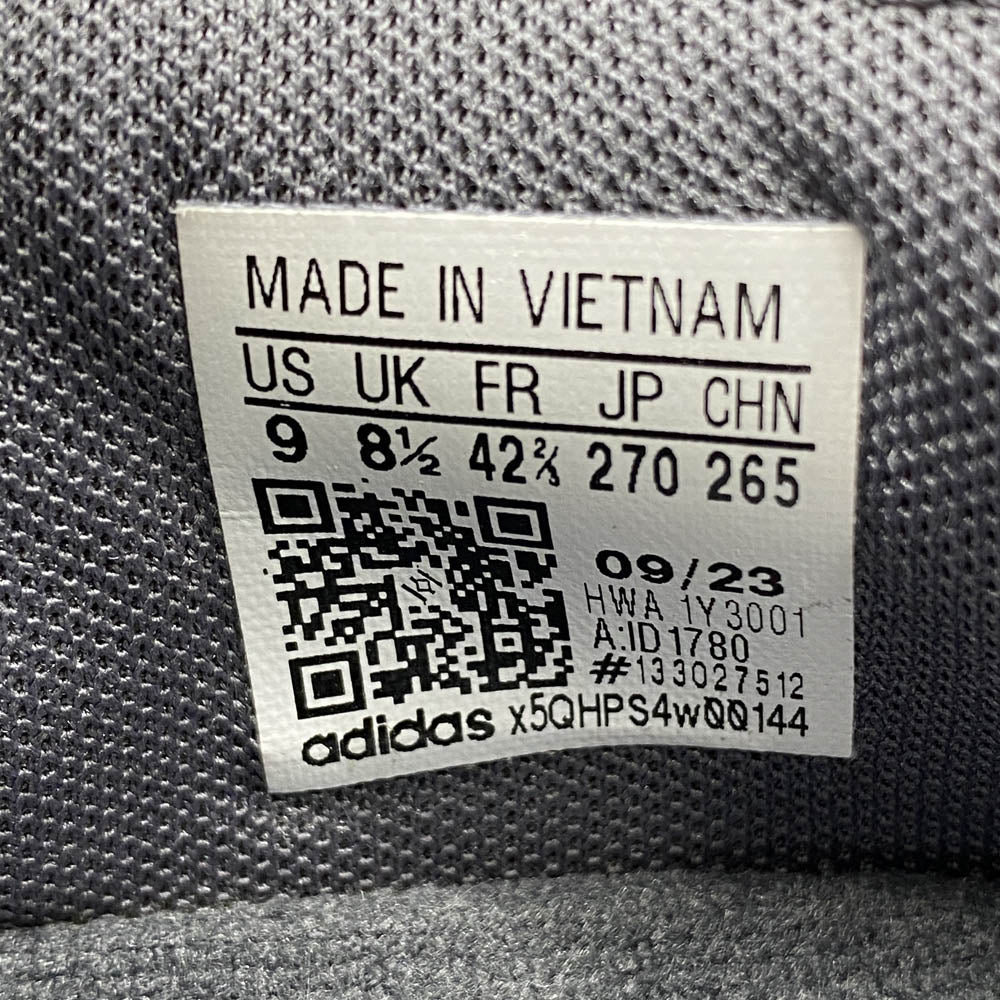 MADE IN VIETNAM
US UK FR JP CHN
9 8½ 42⅔ 270 265
09/23
HWA 1Y3001
A:ID1780
#133027512
adidas x5QHPS4w00144